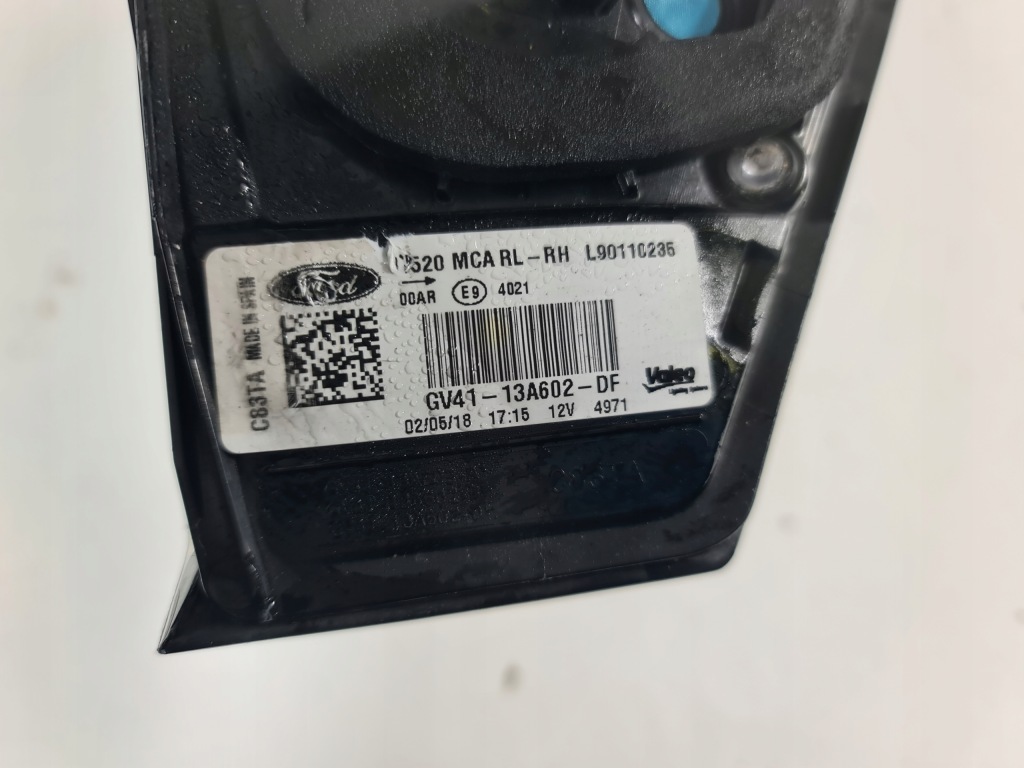 Ford C520 MCA RL-RH L90110235
00AR E9 4021
C83TA MADE IN SPAIN
GV41-13A602-DF Valeo
02/05/18 17:15 12V 4971